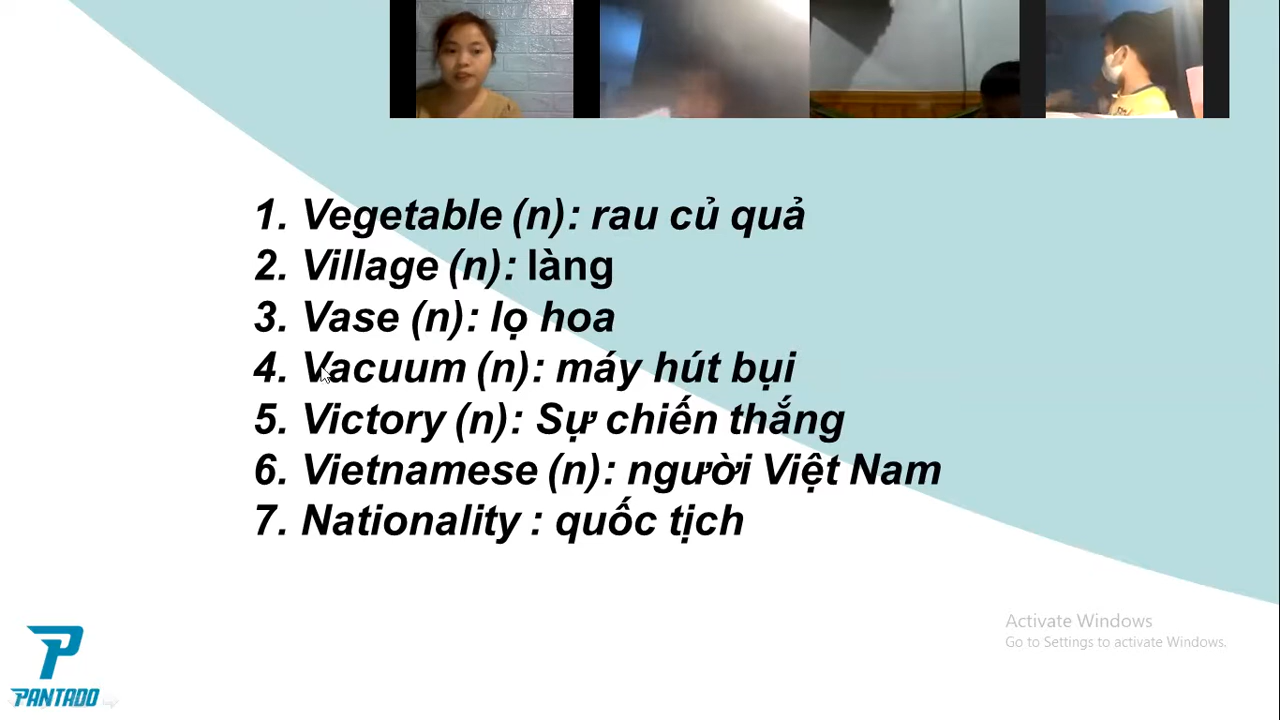 1. Vegetable (n): rau củ quả
2. Village (n): làng
3. Vase (n): lọ hoa
4. Vacuum (n): máy hút bụi
5. Victory (n): Sự chiến thắng
6. Vietnamese (n): người Việt Nam
7. Nationality : quốc tịch
Activate Windows
Go to Settings to activate Windows.
PANTADO